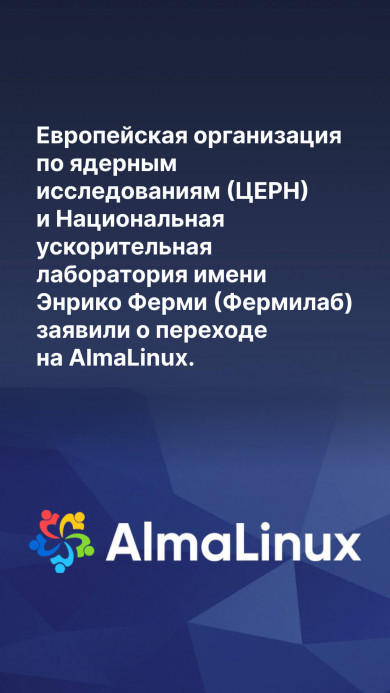 Европейская организация
по ядерным
исследованиям (ЦЕРН)
и Национальная
ускорительная
лаборатория имени
Энрико Ферми (Фермилаб)
заявили о переходе
на AlmaLinux.
AlmaLinux